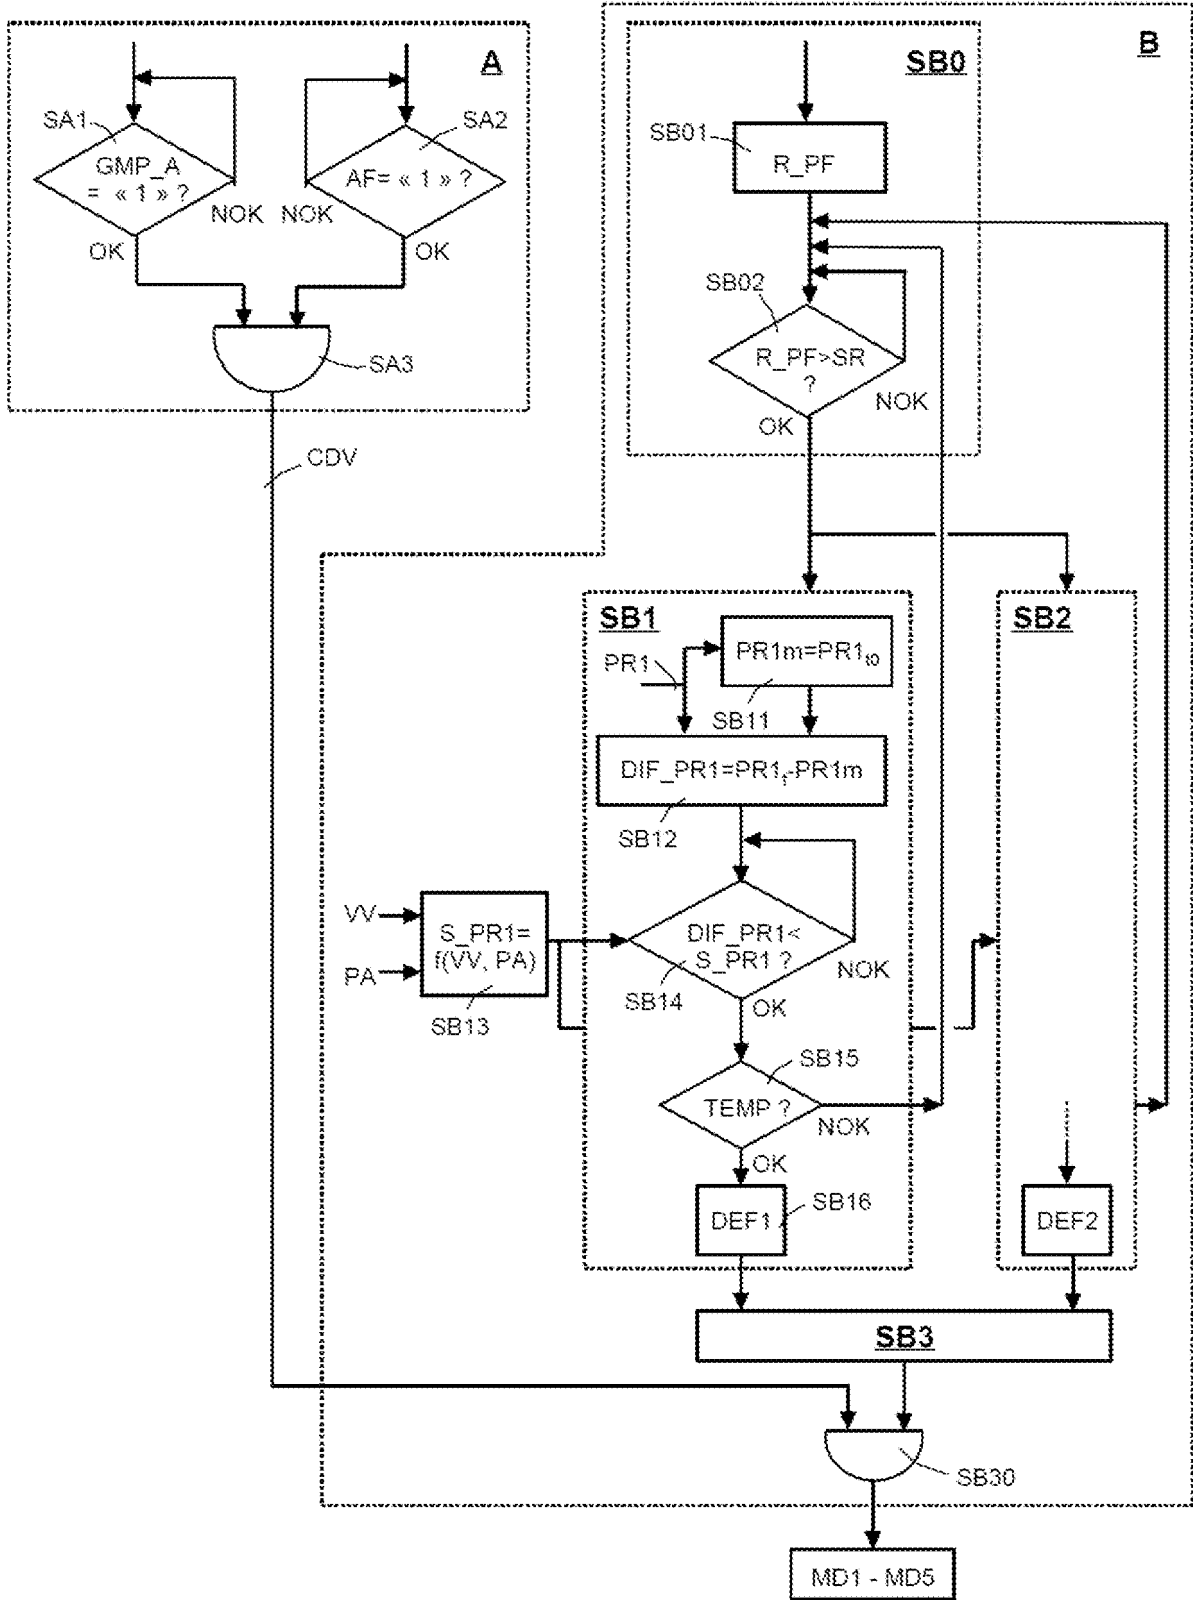 A
SA1
GMP_A
= « 1 » ?
NOK
OK
SA2
AF= « 1 » ?
NOK
OK
SA3
CDV
B
SB0
SB01
R_PF
SB02
R_PF>SR
?
NOK
OK
SB1
PR1
PR1m=PR1t0
SB11
DIF_PR1=PR1f-PR1m
SB12
VV
PA
S_PR1=
f(VV, PA)
SB13
DIF_PR1<
S_PR1 ?
SB14
NOK
OK
SB15
TEMP ?
NOK
OK
DEF1
SB16
SB2
DEF2
SB3
SB30
MD1 - MD5